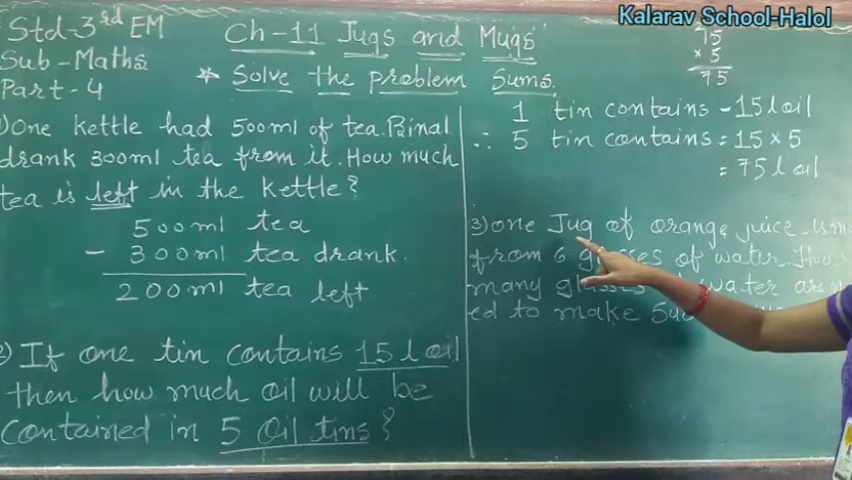 Kalarav School-Halol
Std-3rd EM
Sub-Maths
Part-4
Ch-11 Jugs and Mugs
Solve the problem Sums.
1)One kettle had 500ml of tea. Binal
drank 300ml tea from it. How much
tea is left in the kettle?
500ml tea
- 300ml tea drank.
200ml tea left
2) If one tin contains 15 l oil
then how much oil will be
contained in 5 Oil tins?
75
× 5
75
1 tin contains - 15 l oil
∴ 5 tin contains = 15 × 5
= 75 l oil
3)one Jug of orange juice is
from 6 glasses of water. How
many glasses water are
ed to make 5